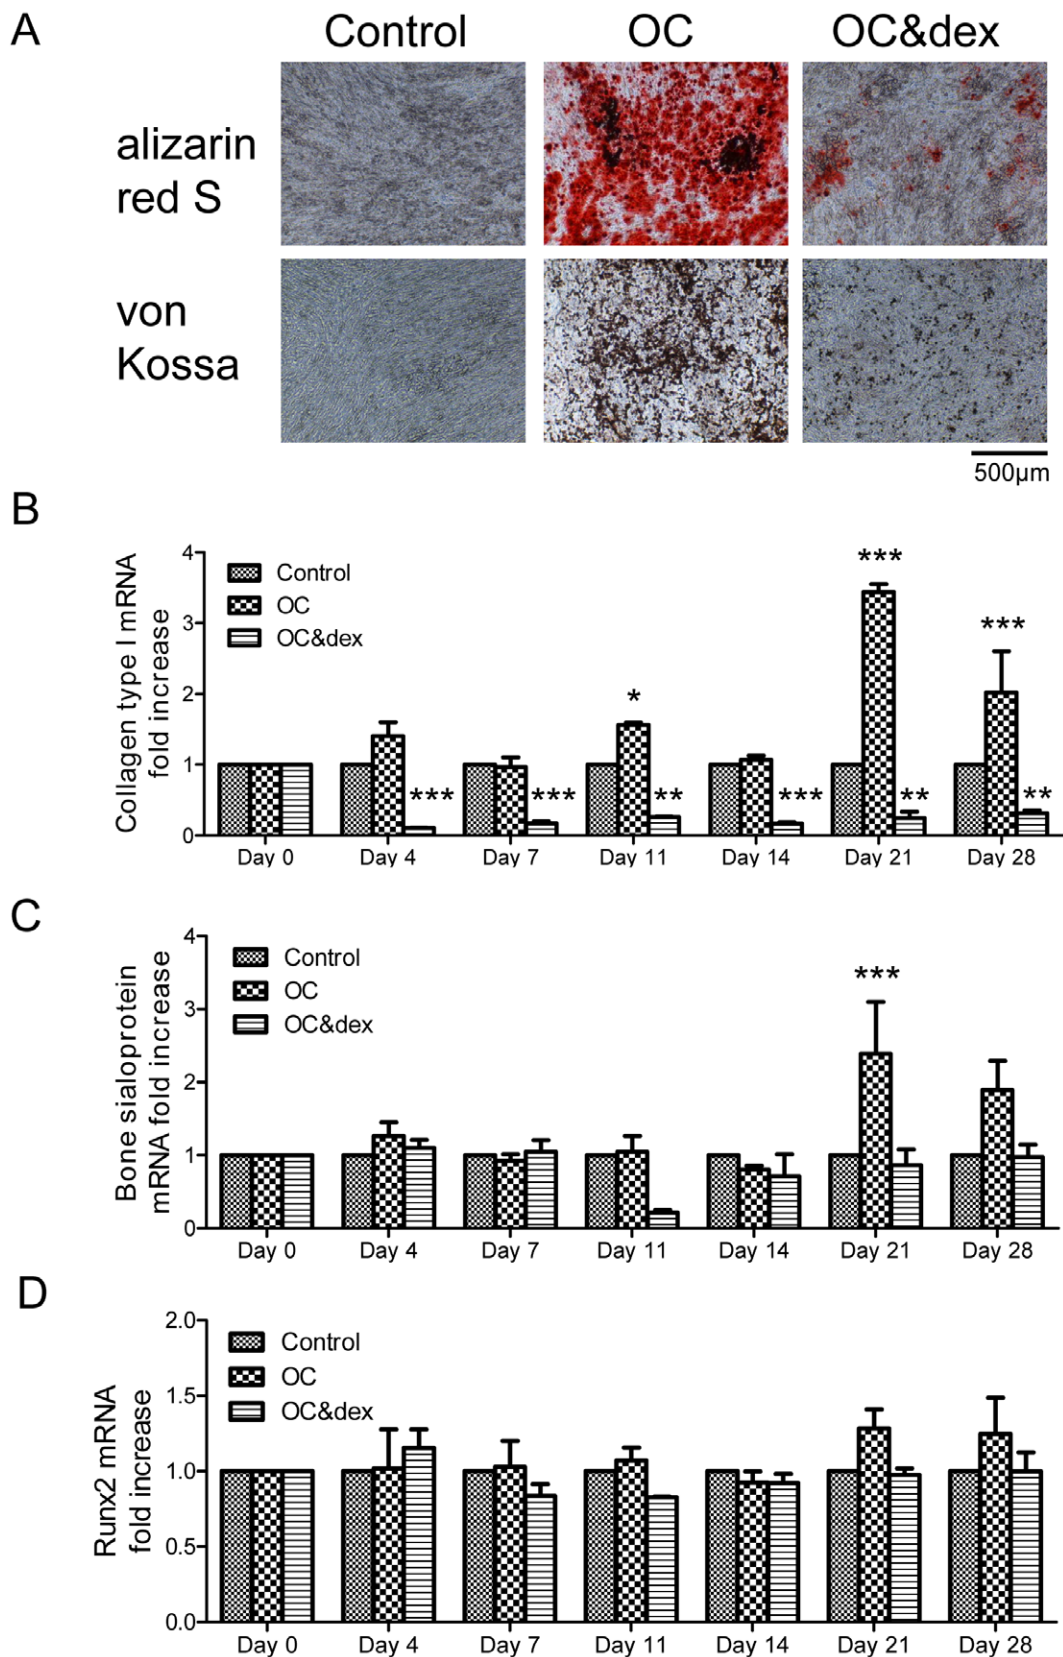 A
Control OC OC&dex
alizarin
red S
von
Kossa
500µm
B
Collagen type I mRNA
fold increase
4
3
2
1
0
Control
OC
OC&dex
***
***
*
**
***
***
**
***
**
Day 0 Day 4 Day 7 Day 11 Day 14 Day 21 Day 28
C
Bone sialoprotein
mRNA fold increase
4
3
2
1
0
Control
OC
OC&dex
***
Day 0 Day 4 Day 7 Day 11 Day 14 Day 21 Day 28
D
Runx2 mRNA
fold increase
2.0
1.5
1.0
0.5
0.0
Control
OC
OC&dex
Day 0 Day 4 Day 7 Day 11 Day 14 Day 21 Day 28